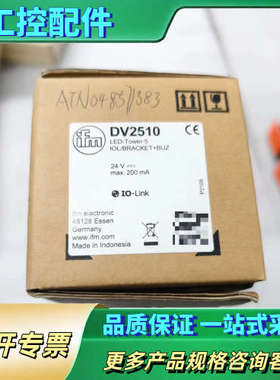 工控配件
ATN0483//383
ifm
DV2510
CE
LED/Tower-5
IOL/BRACKET+BUZ
24 V
max. 200 mA
IO-Link
ifm electronic
45128 Essen
Germany
www.ifm.com
Made in Indonesia
开专票
品质保证 一站式采
更多产品规格咨询客